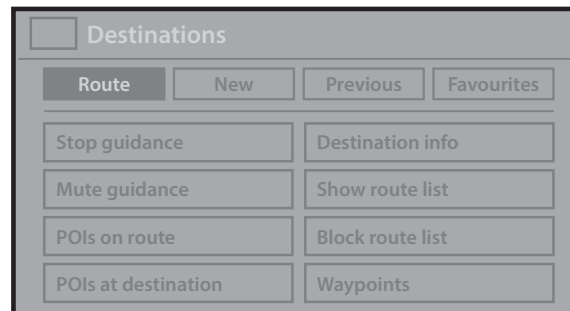 Destinations
Route New Previous Favourites
Stop guidance Destination info
Mute guidance Show route list
POIs on route Block route list
POIs at destination Waypoints